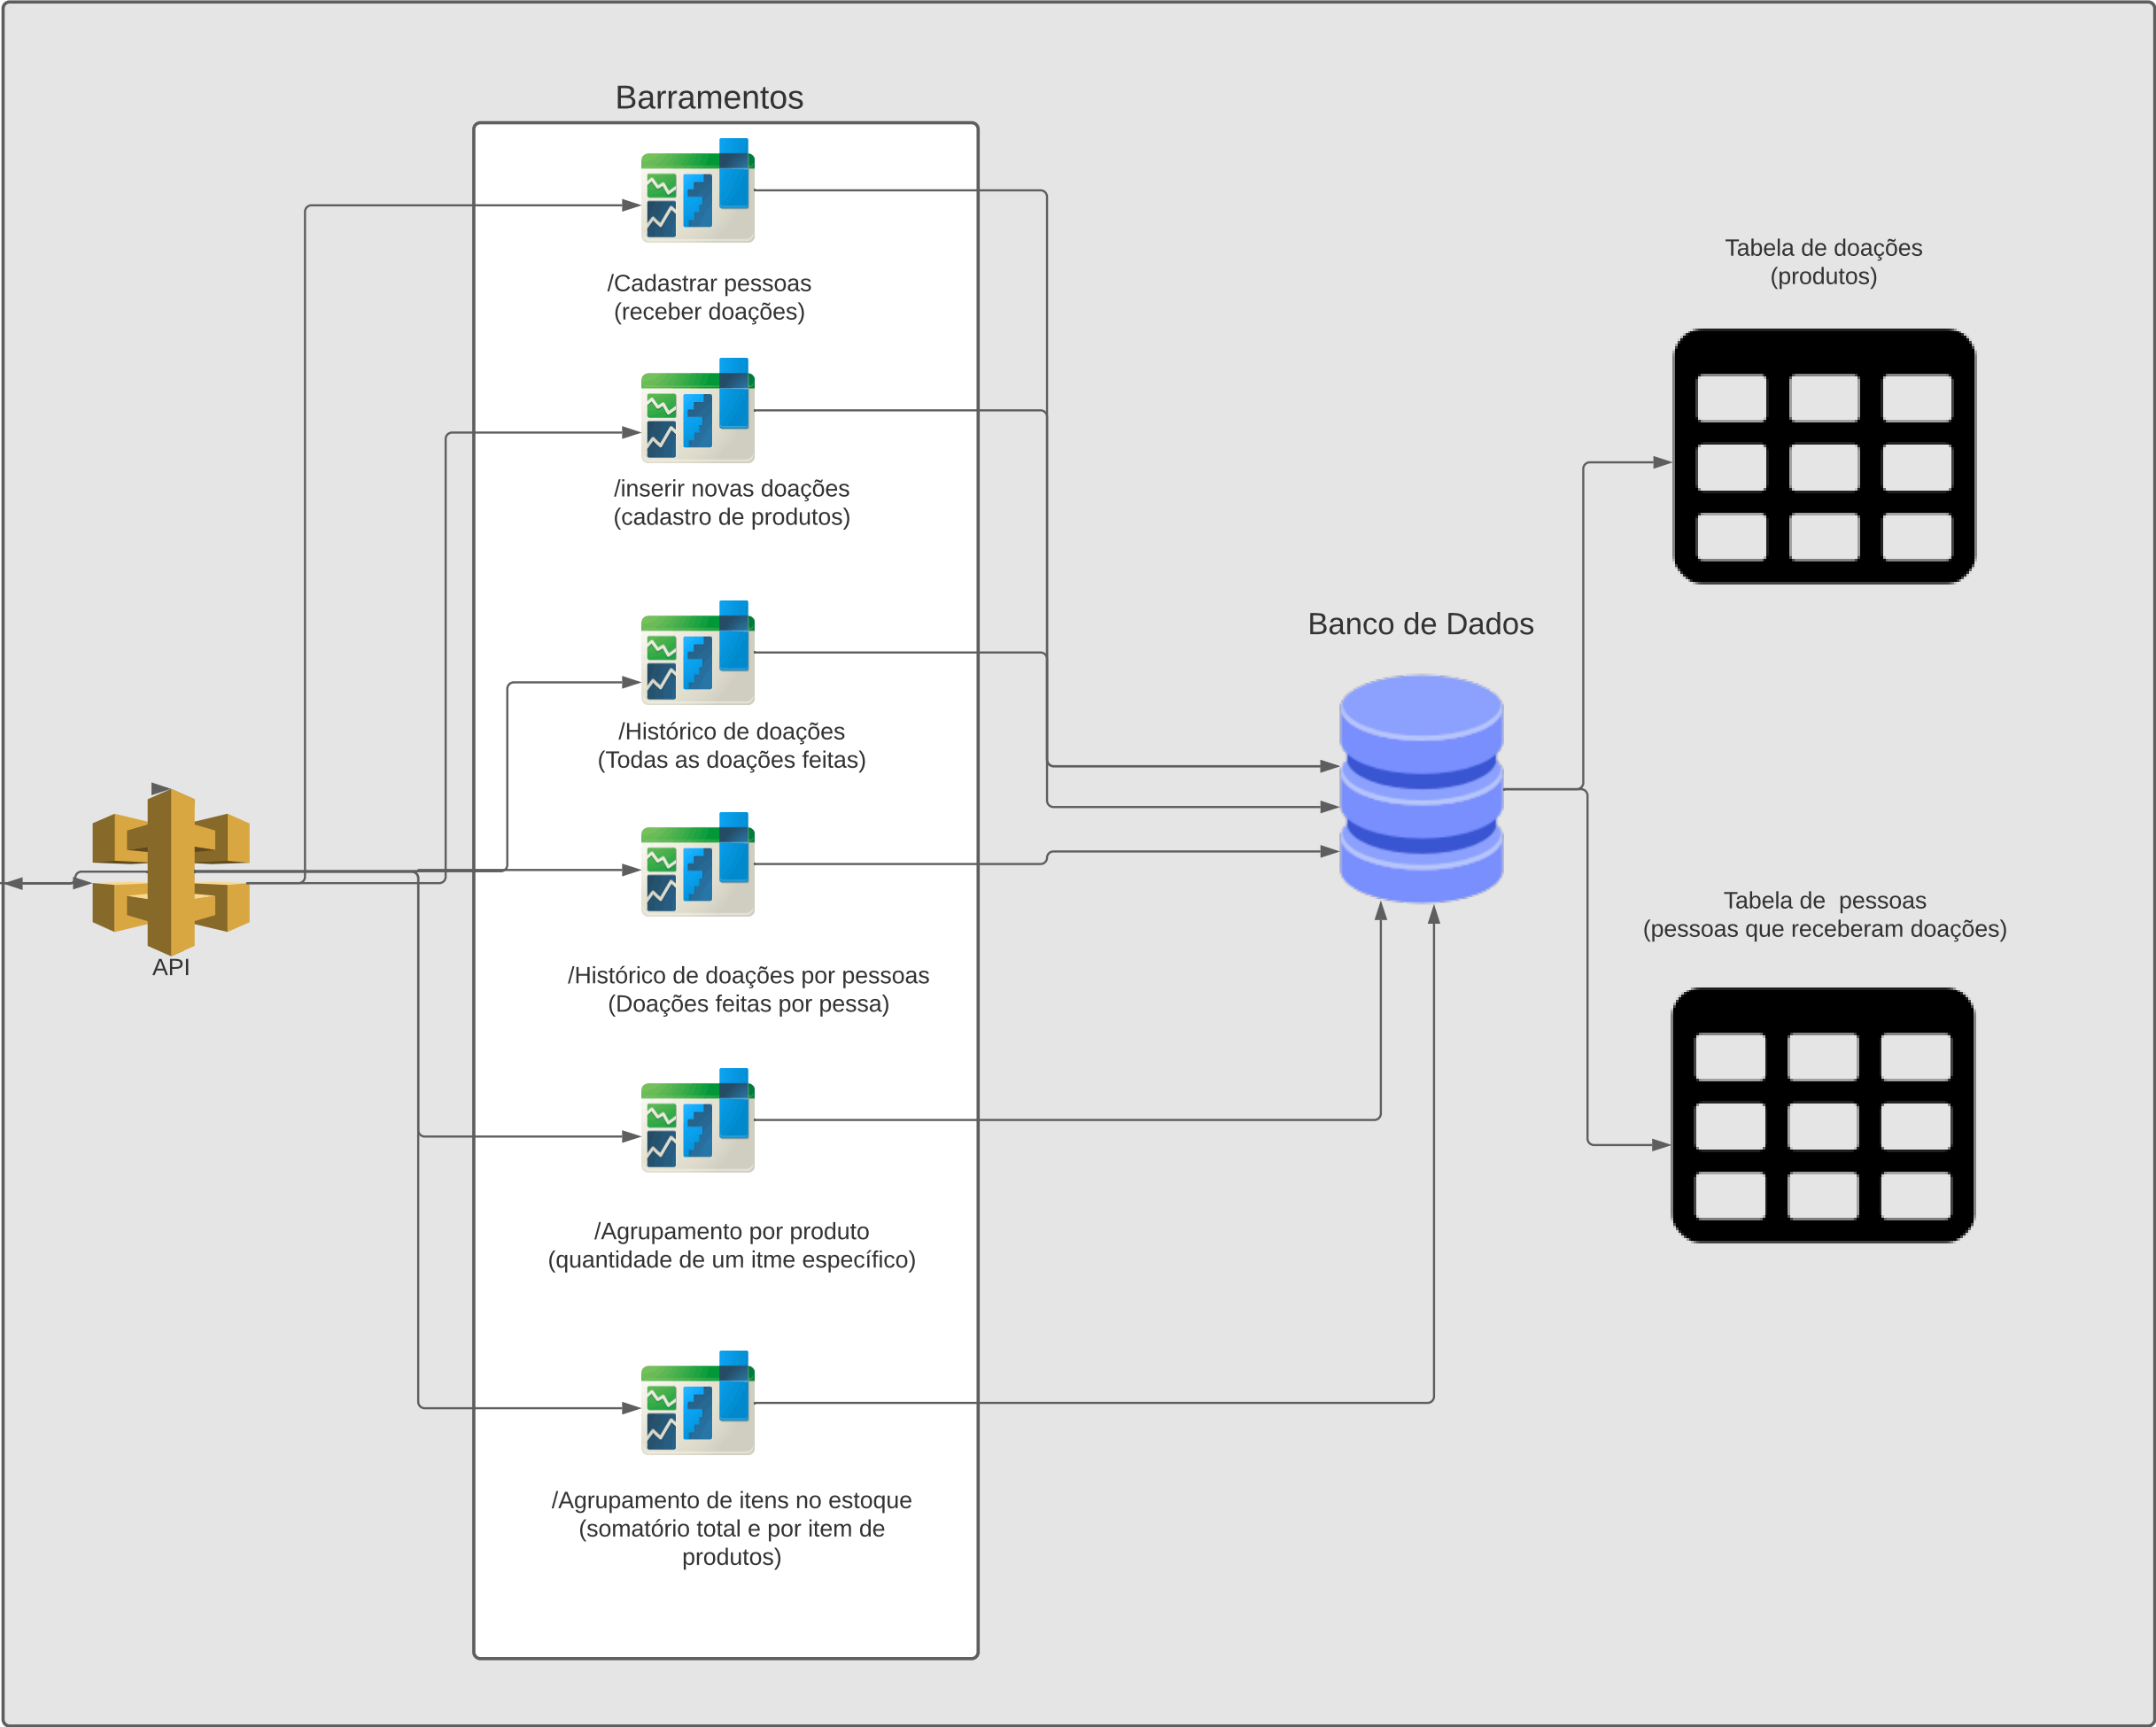 Barramentos
/Cadastrar pessoas
(receber doações)
/inserir novas doações
(cadastro de produtos)
/Histórico de doações
(Todas as doações feitas)
/Histórico de doações por pessoas
(Doações feitas por pessa)
/Agrupamento por produto
(quantidade de um itme específico)
/Agrupamento de itens no estoque
(somatório total e por item de
produtos)
API
Banco de Dados
Tabela de doações
(produtos)
Tabela de  pessoas
(pessoas que receberam doações)